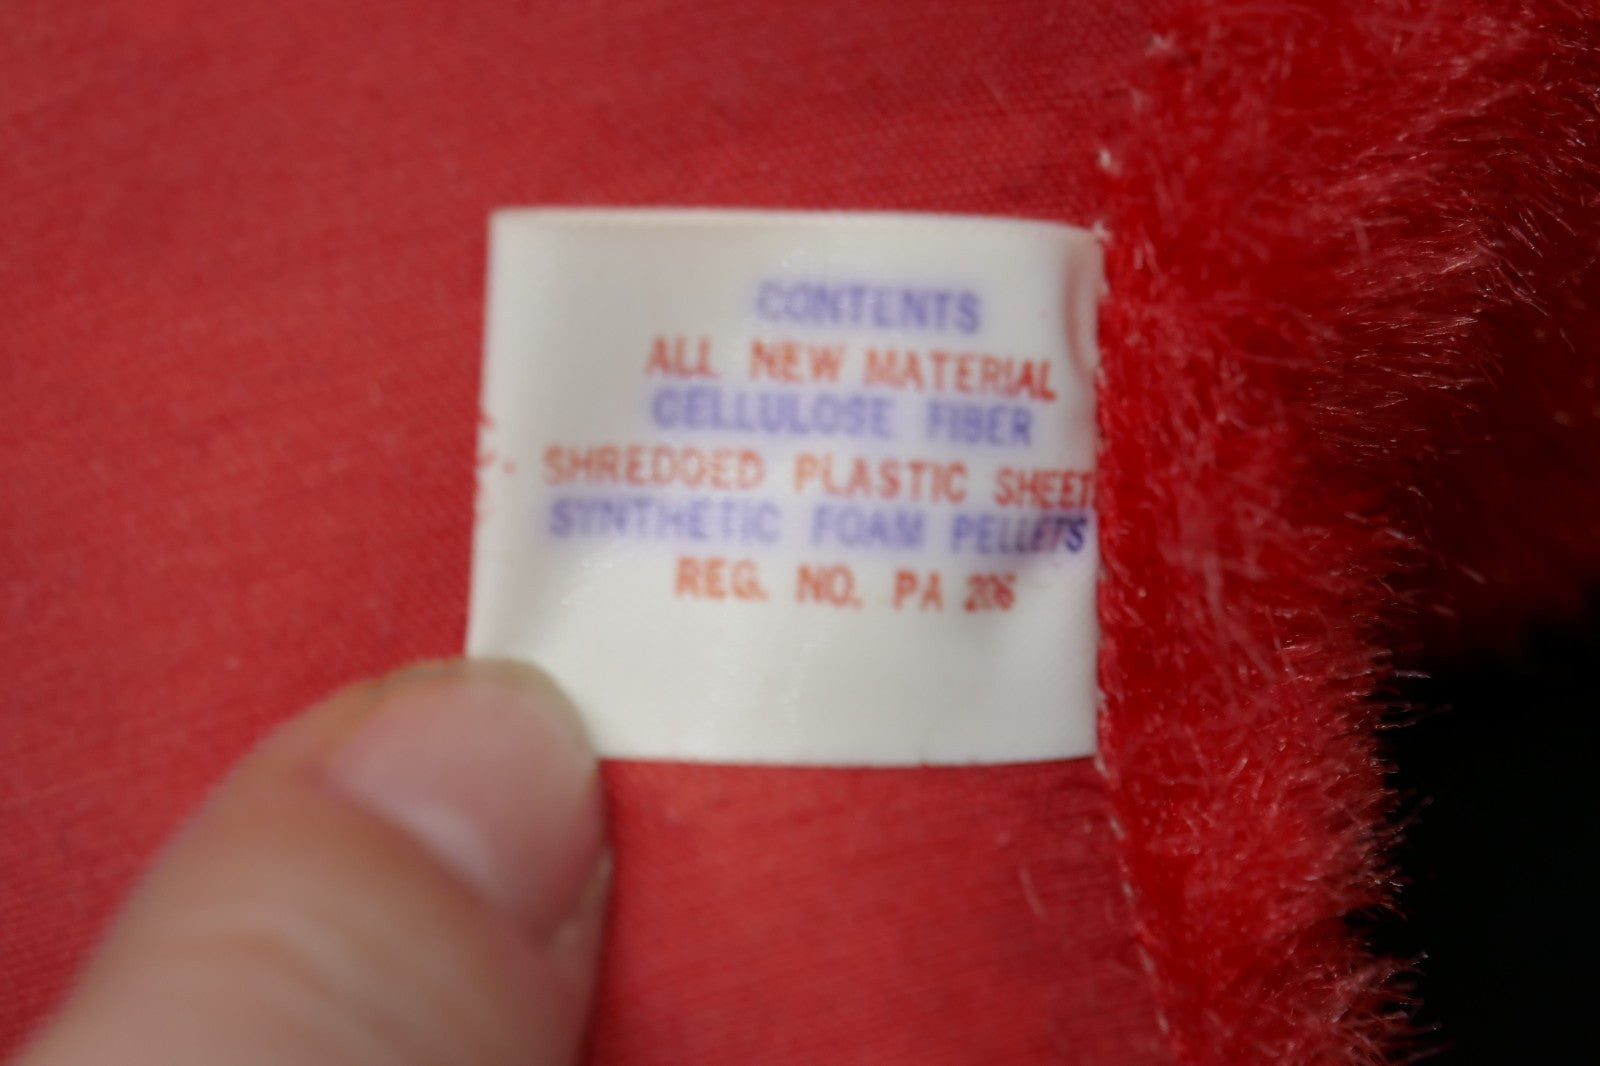 CONTENTS
ALL NEW MATERIAL
CELLULOSE FIBER
SHREDDED PLASTIC SHEET
SYNTHETIC FOAM PELLETS
REG. NO. PA 206